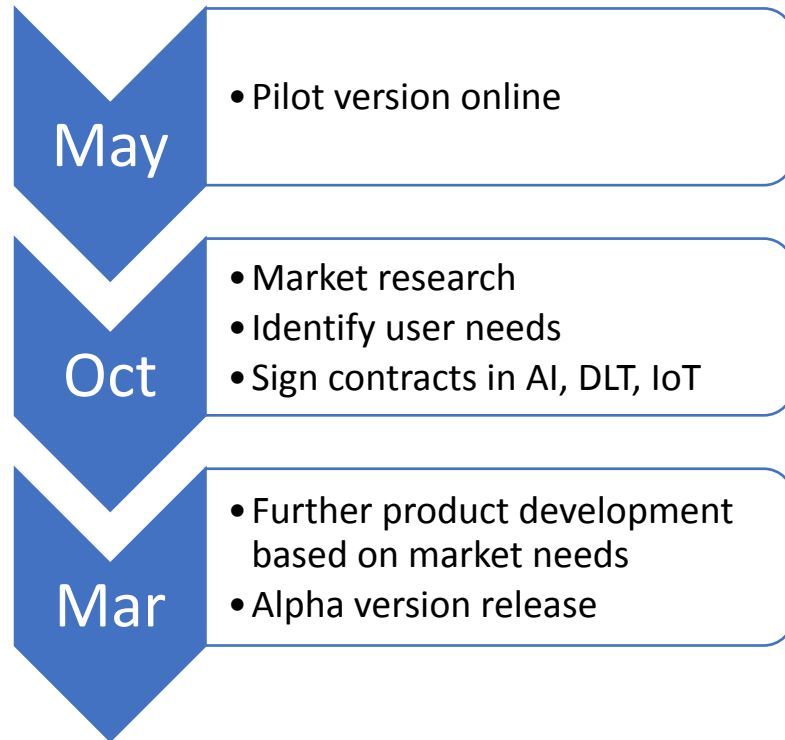 May
• Pilot version online
Oct
• Market research
• Identify user needs
• Sign contracts in AI, DLT, IoT
Mar
• Further product development
based on market needs
• Alpha version release